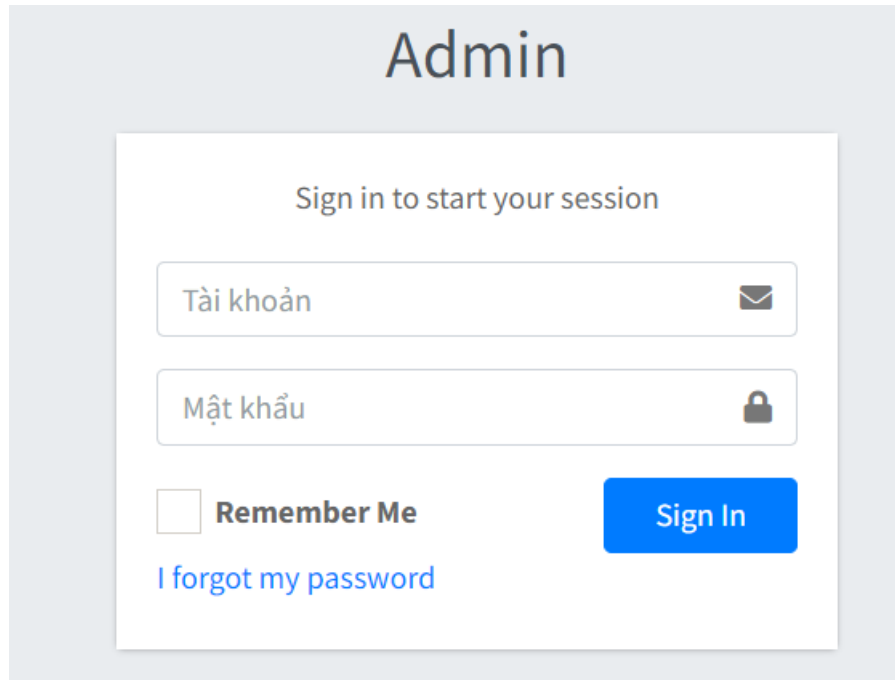 Admin
Sign in to start your session
Tài khoản
Mật khẩu
Remember Me
Sign In
I forgot my password